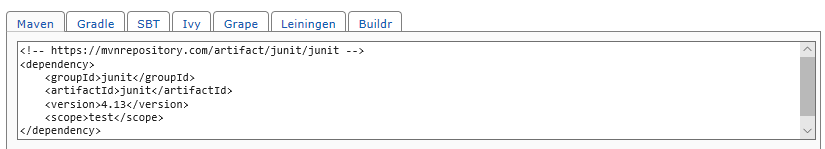 Maven Gradle SBT Ivy Grape Leiningen Buildr
<!-- https://mvnrepository.com/artifact/junit/junit -->
<dependency>
    <groupId>junit</groupId>
    <artifactId>junit</artifactId>
    <version>4.13</version>
    <scope>test</scope>
</dependency>